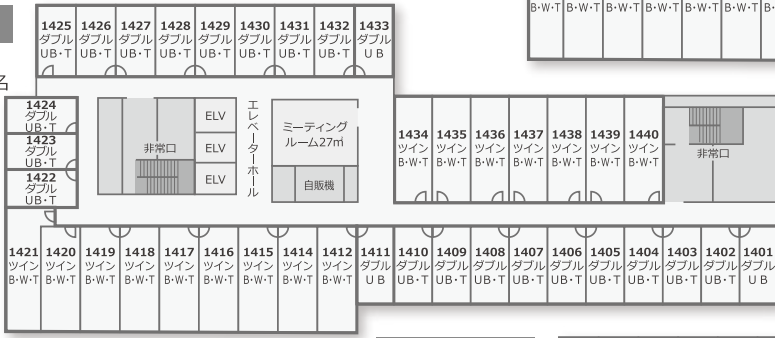 B·W·T B·W·T B·W·T B·W·T B·W·T B·W·T
名
1425 1426 1427 1428 1429 1430 1431 1432 1433
ダブル ダブル ダブル ダブル ダブル ダブル ダブル ダブル ダブル
UB·T UB·T UB·T UB·T UB·T UB·T UB·T UB·T UB
1424
ダブル
UB·T
1423
ダブル
UB·T
1422
ダブル
UB·T
非常口
ELV
ELV
ELV
エレベーターホール
ミーティング
ルーム27㎡
自販機
1434 1435 1436 1437 1438 1439 1440
ツイン ツイン ツイン ツイン ツイン ツイン ツイン
B·W·T B·W·T B·W·T B·W·T B·W·T B·W·T B·W·T
非常口
1421 1420 1419 1418 1417 1416 1415 1414 1412 1411 1410 1409 1408 1407 1406 1405 1404 1403 1402 1401
ツイン ツイン ツイン ツイン ツイン ツイン ツイン ツイン ツイン ダブル ダブル ダブル ダブル ダブル ダブル ダブル ダブル ダブル ダブル ダブル
B·W·T B·W·T B·W·T B·W·T B·W·T B·W·T B·W·T B·W·T B·W·T UB UB·T UB·T UB·T UB·T UB·T UB·T UB·T UB·T UB·T UB